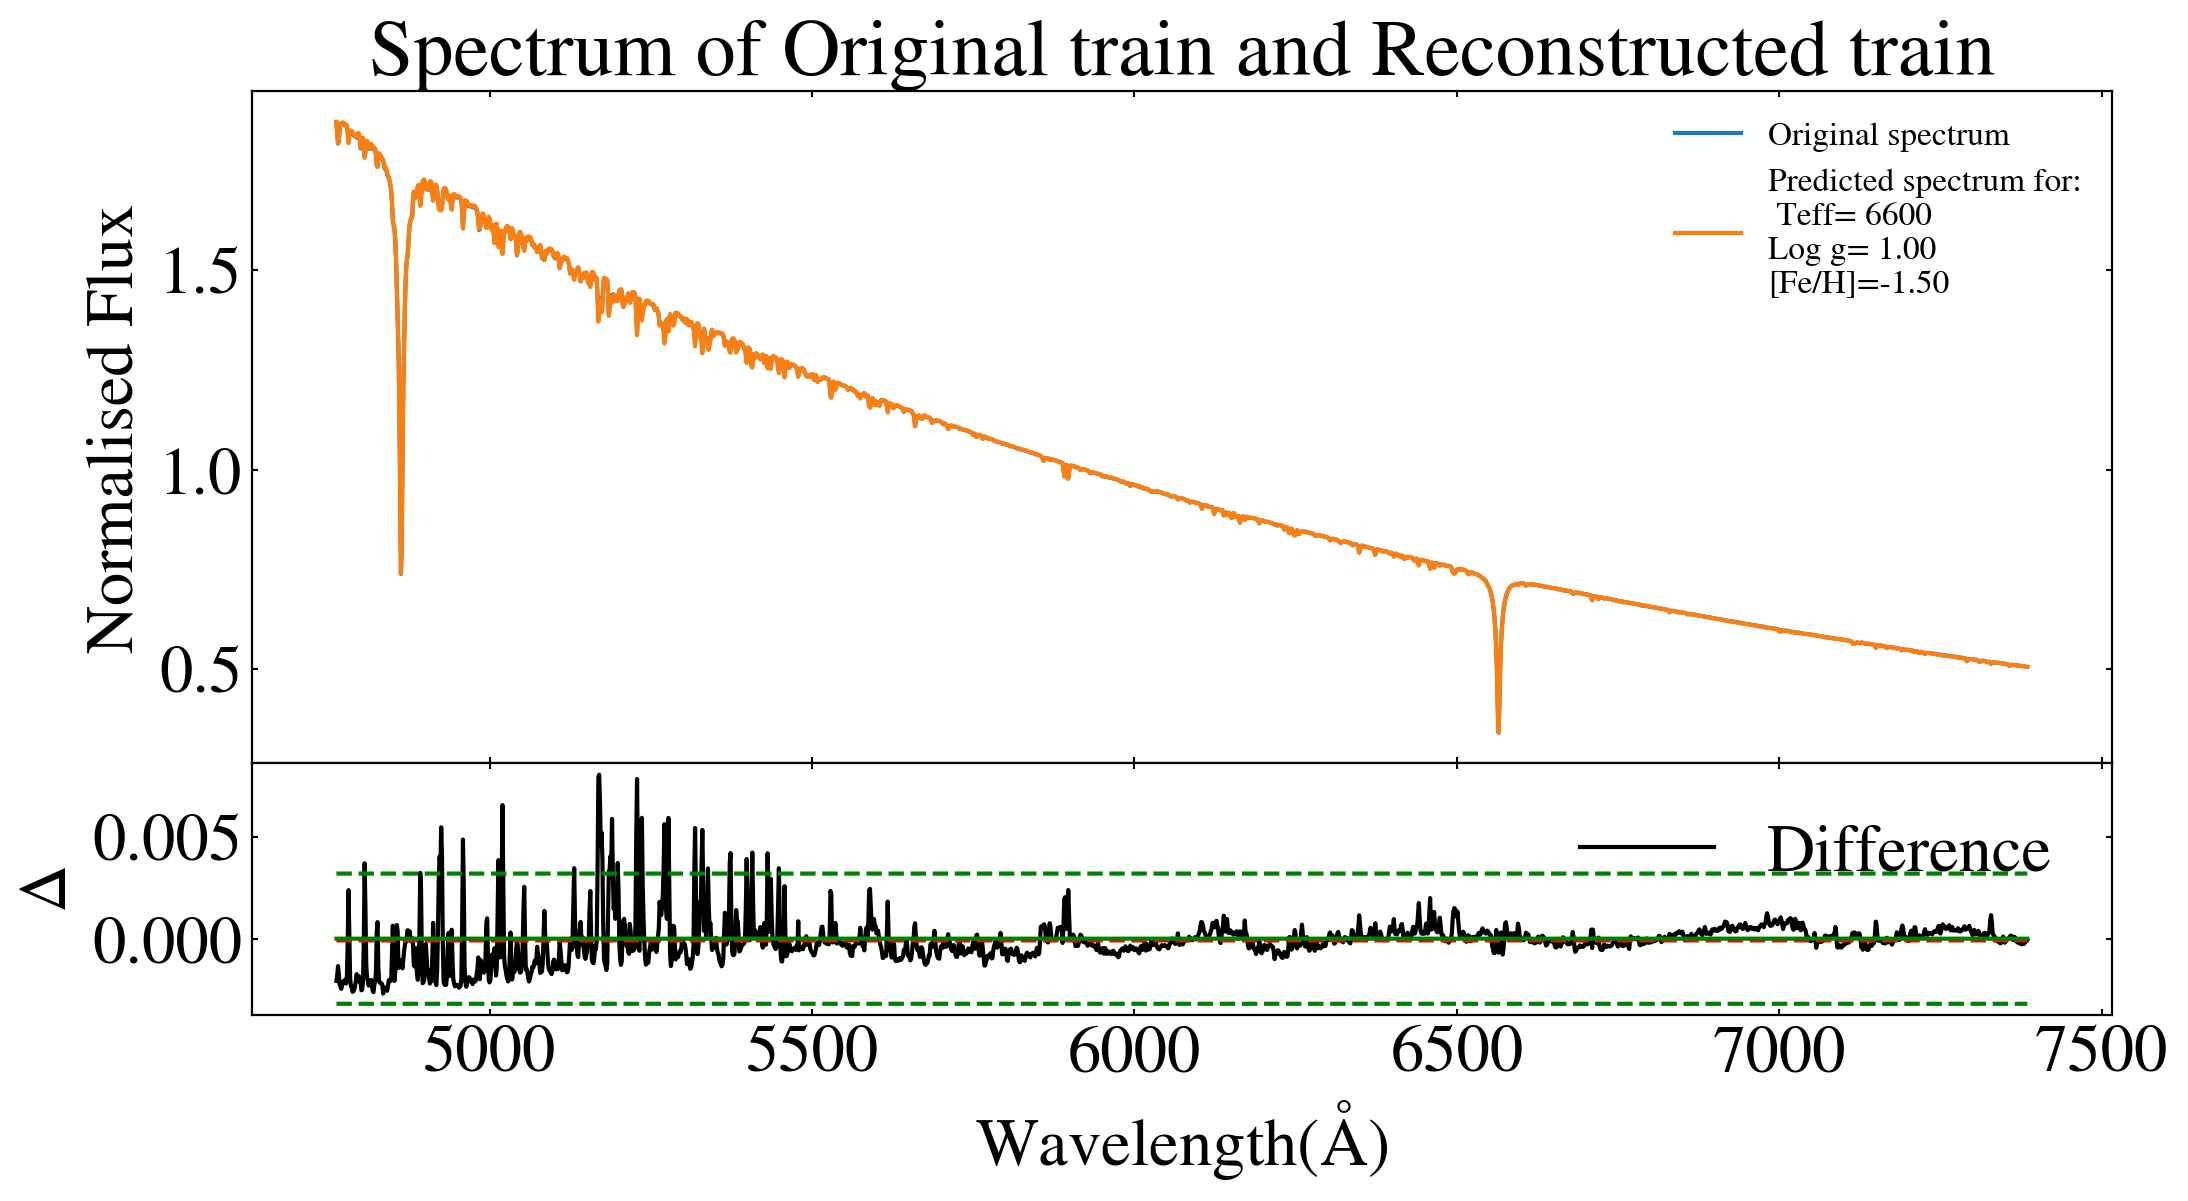 Spectrum of Original train and Reconstructed train
Normalised Flux
1.5
1.0
0.5
Original spectrum
Predicted spectrum for:
Teff= 6600
Log g= 1.00
[Fe/H]=-1.50
Δ
0.005
0.000
Difference
5000 5500 6000 6500 7000 7500
Wavelength(Å)